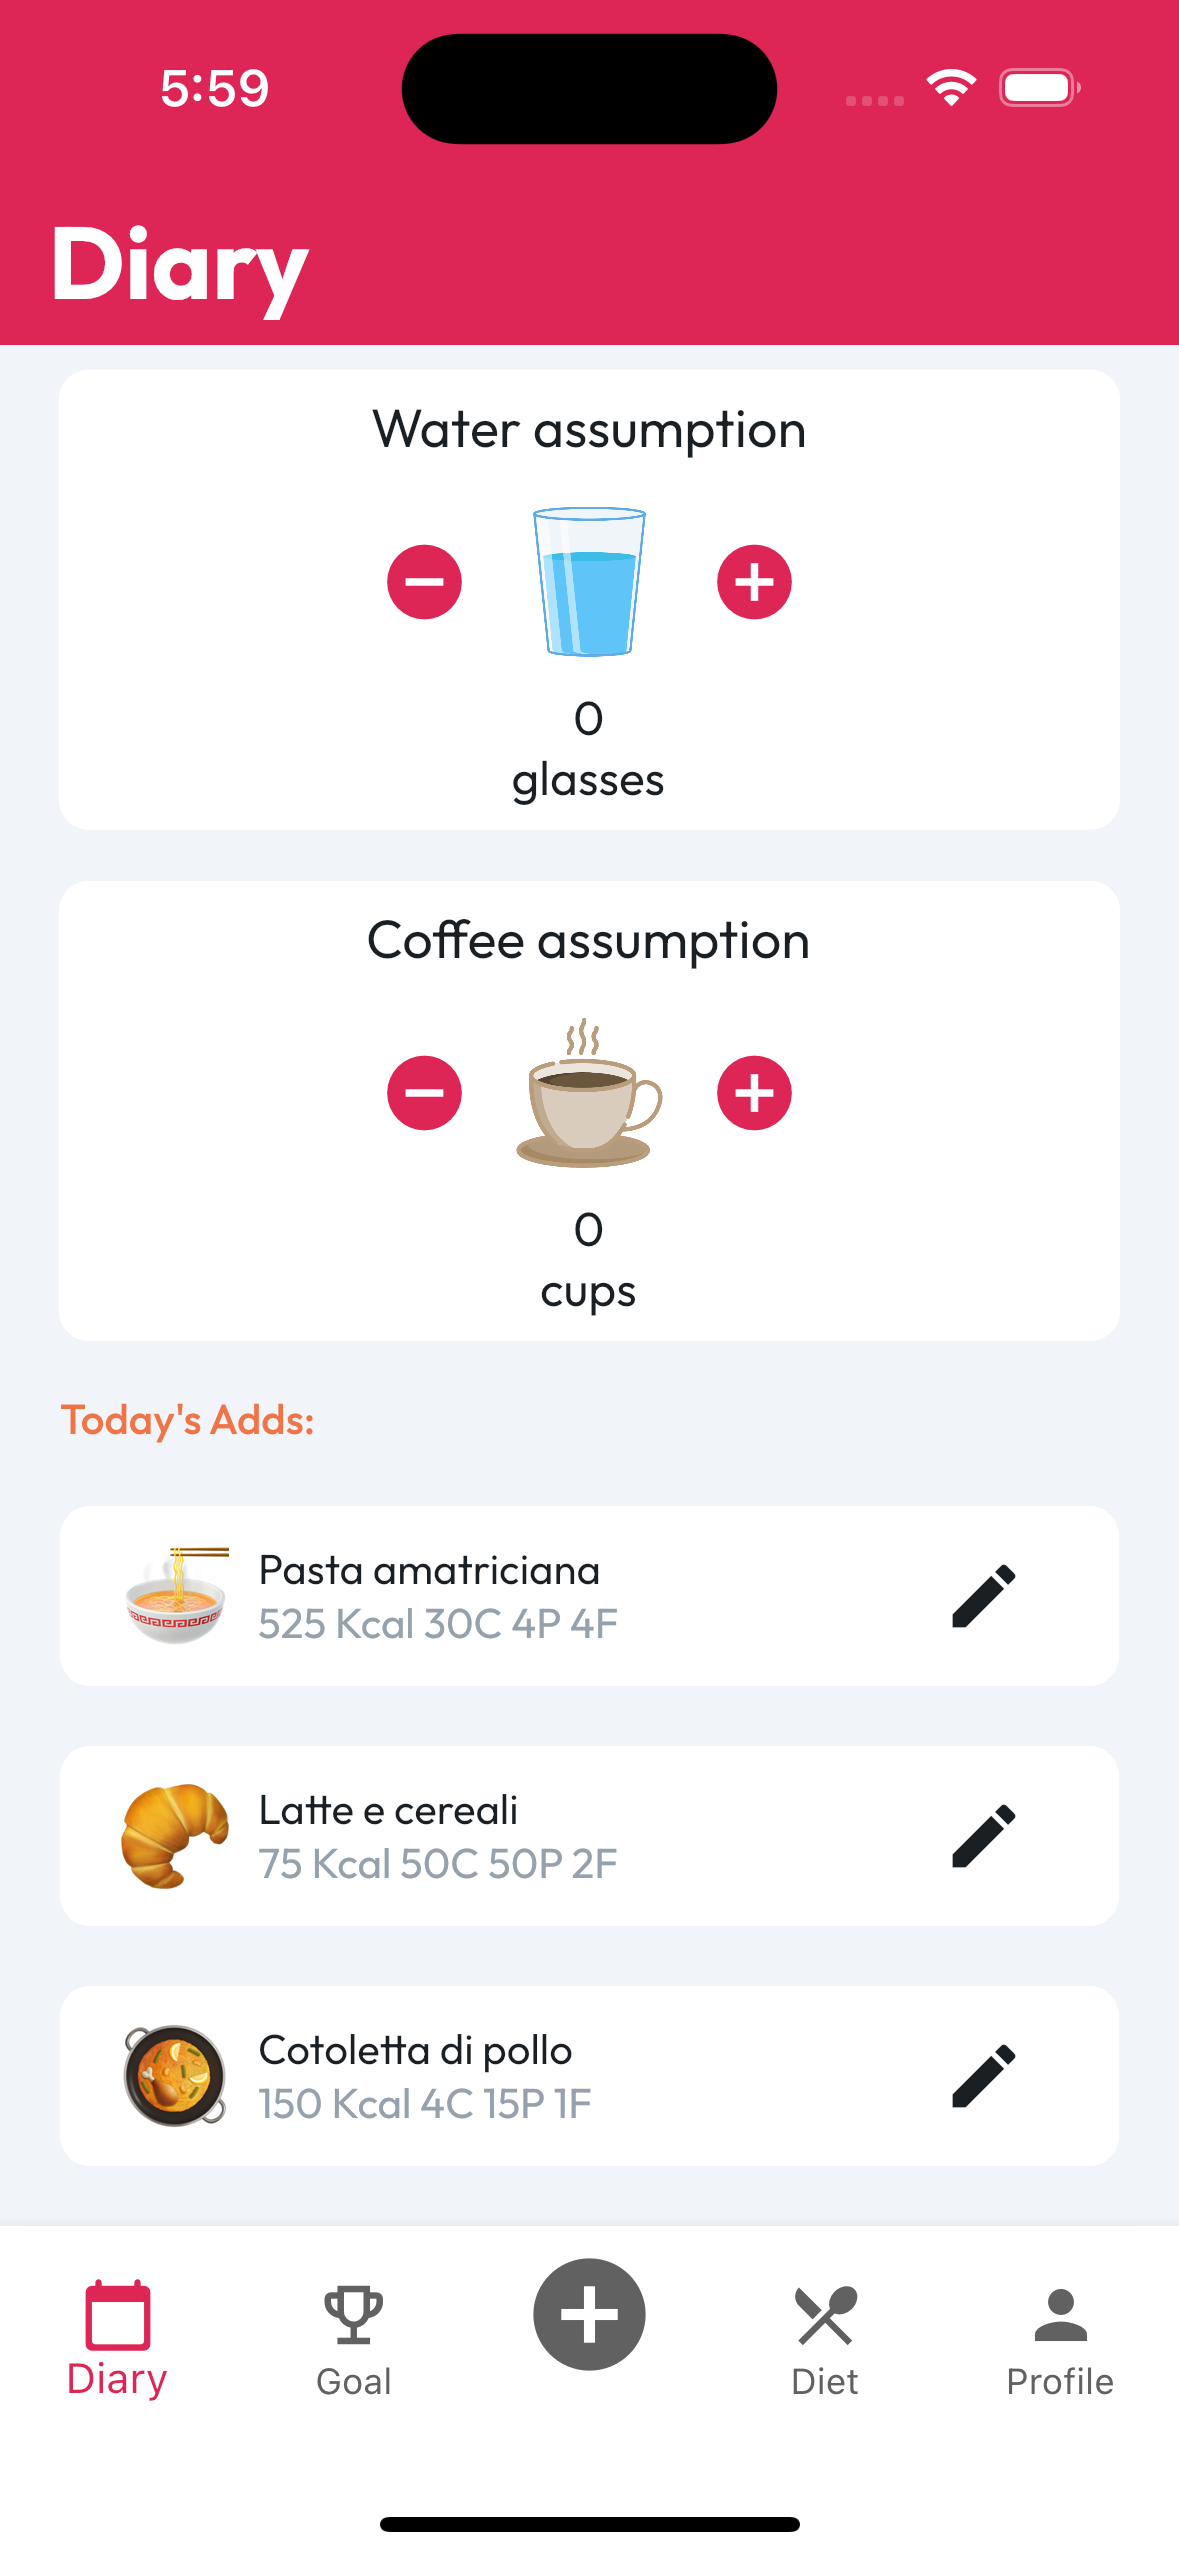 5:59
Diary
Water assumption
0
glasses
Coffee assumption
0
cups
Today's Adds:
Pasta amatriciana
525 Kcal 30C 4P 4F
Latte e cereali
75 Kcal 50C 50P 2F
Cotoletta di pollo
150 Kcal 4C 15P 1F
Diary
Goal
Diet
Profile